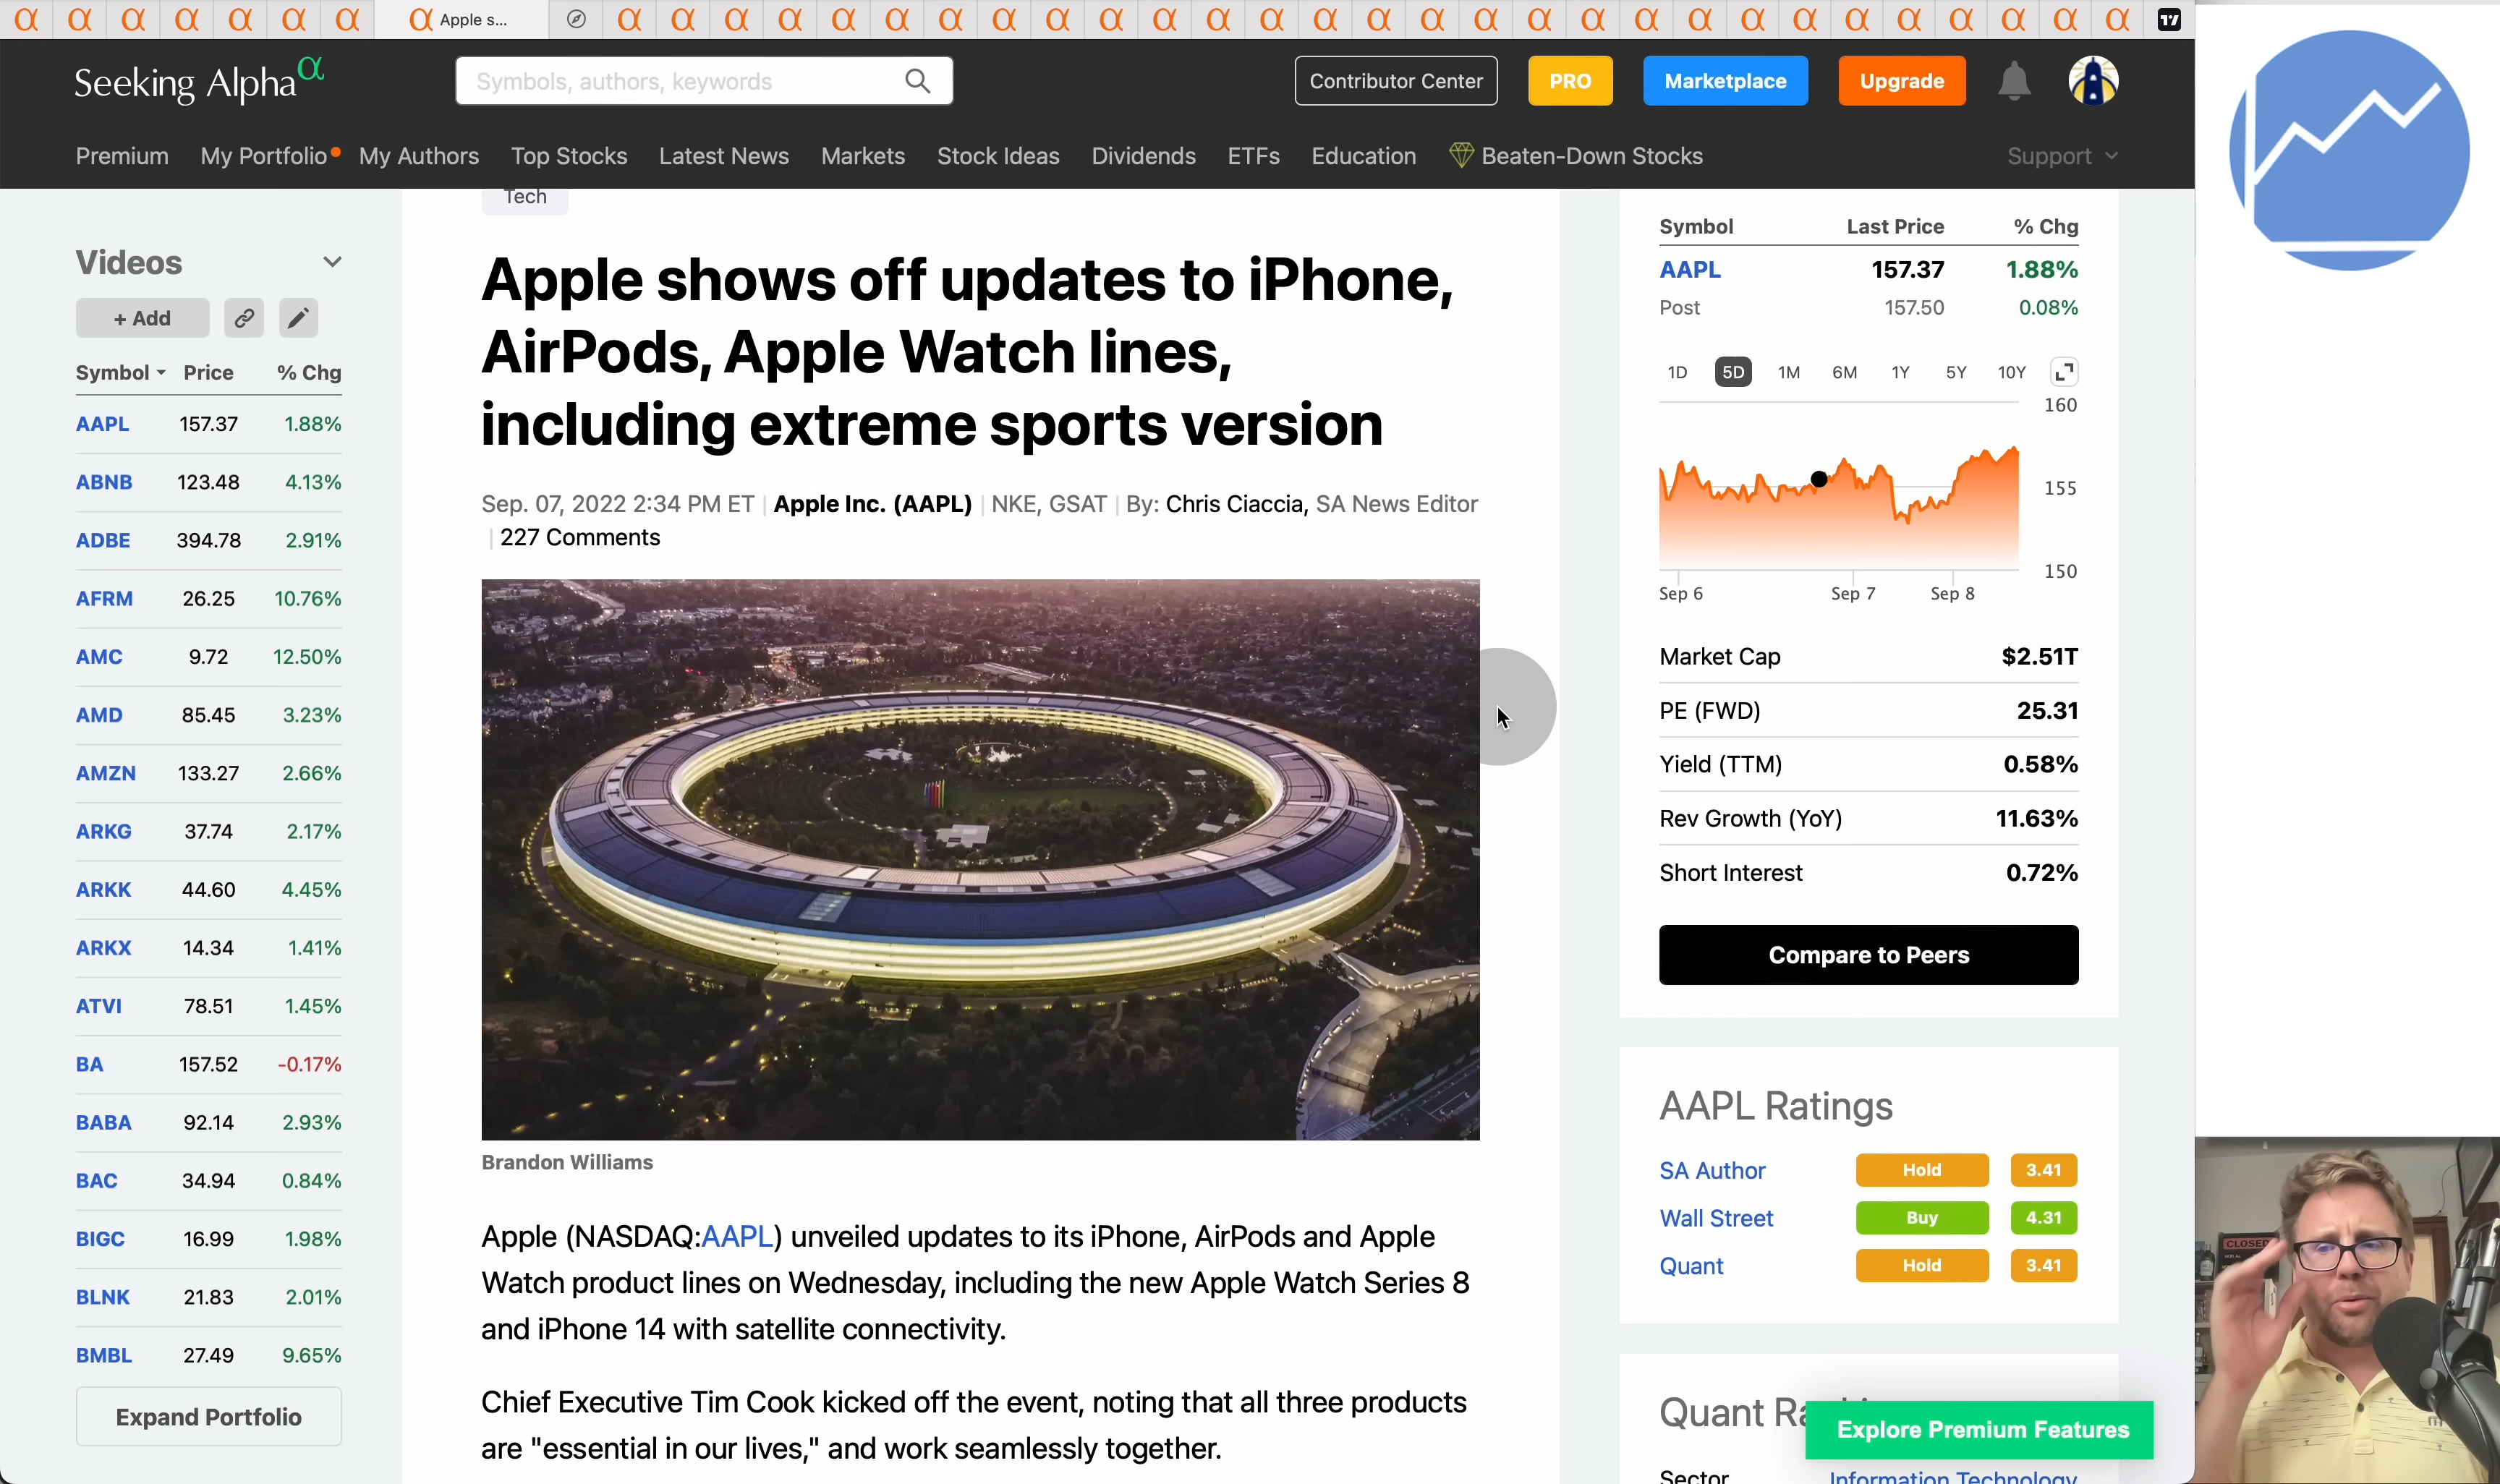 Apple s...
Seeking Alpha α
Symbols, authors, keywords
Contributor Center
PRO
Marketplace
Upgrade
Premium
My Portfolio
My Authors
Top Stocks
Latest News
Markets
Stock Ideas
Dividends
ETFs
Education
Beaten-Down Stocks
Support
Videos
+ Add
Symbol Price % Chg
AAPL 157.37 1.88%
ABNB 123.48 4.13%
ADBE 394.78 2.91%
AFRM 26.25 10.76%
AMC 9.72 12.50%
AMD 85.45 3.23%
AMZN 133.27 2.66%
ARKG 37.74 2.17%
ARKK 44.60 4.45%
ARKX 14.34 1.41%
ATVI 78.51 1.45%
BA 157.52 -0.17%
BABA 92.14 2.93%
BAC 34.94 0.84%
BIGC 16.99 1.98%
BLNK 21.83 2.01%
BMBL 27.49 9.65%
Expand Portfolio
Tech
Apple shows off updates to iPhone,
AirPods, Apple Watch lines,
including extreme sports version
Sep. 07, 2022 2:34 PM ET | Apple Inc. (AAPL) | NKE, GSAT | By: Chris Ciaccia, SA News Editor
| 227 Comments
Brandon Williams
Apple (NASDAQ:AAPL) unveiled updates to its iPhone, AirPods and Apple
Watch product lines on Wednesday, including the new Apple Watch Series 8
and iPhone 14 with satellite connectivity.
Chief Executive Tim Cook kicked off the event, noting that all three products
are "essential in our lives," and work seamlessly together.
Symbol Last Price % Chg
AAPL 157.37 1.88%
Post 157.50 0.08%
1D 5D 1M 6M 1Y 5Y 10Y
160
155
150
Sep 6 Sep 7 Sep 8
Market Cap $2.51T
PE (FWD) 25.31
Yield (TTM) 0.58%
Rev Growth (YoY) 11.63%
Short Interest 0.72%
Compare to Peers
AAPL Ratings
SA Author Hold 3.41
Wall Street Buy 4.31
Quant Hold 3.41
Quant
Explore Premium Features
Sector Information Technology
CLOSED